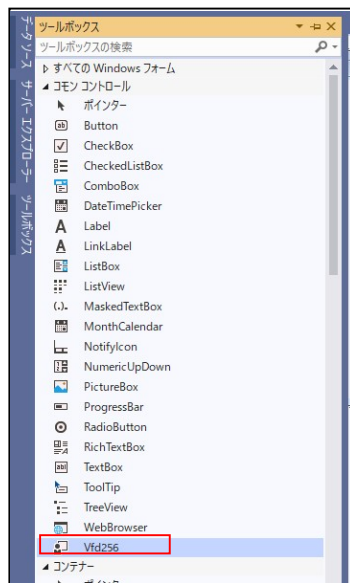 データ ソース
サーバー エクスプローラー
ツールボックス
ツールボックス
ツールボックスの検索
すべての Windows フォーム
コモン コントロール
ポインター
Button
CheckBox
CheckedListBox
ComboBox
DateTimePicker
Label
LinkLabel
ListBox
ListView
MaskedTextBox
MonthCalendar
NotifyIcon
NumericUpDown
PictureBox
ProgressBar
RadioButton
RichTextBox
TextBox
ToolTip
TreeView
WebBrowser
Vfd256
コンテナー